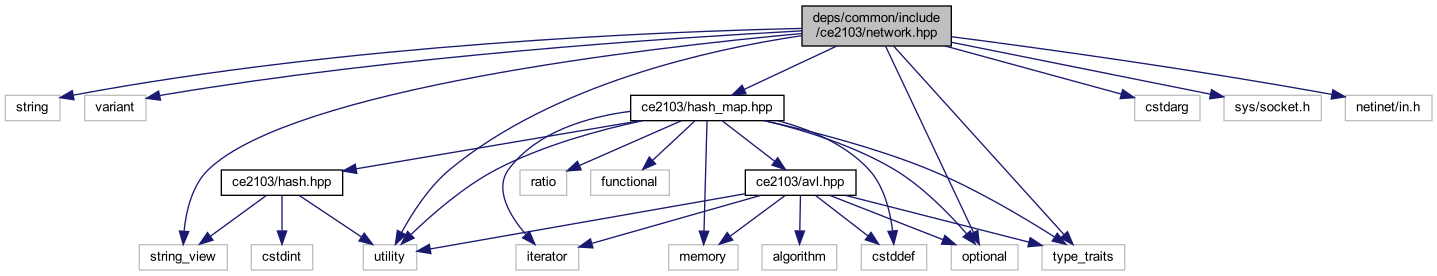 deps/common/include
/ce2103/network.hpp
string
variant
ce2103/hash_map.hpp
cstdarg
sys/socket.h
netinet/in.h
ce2103/hash.hpp
ratio
functional
ce2103/avl.hpp
string_view
cstdint
utility
iterator
memory
algorithm
cstddef
optional
type_traits